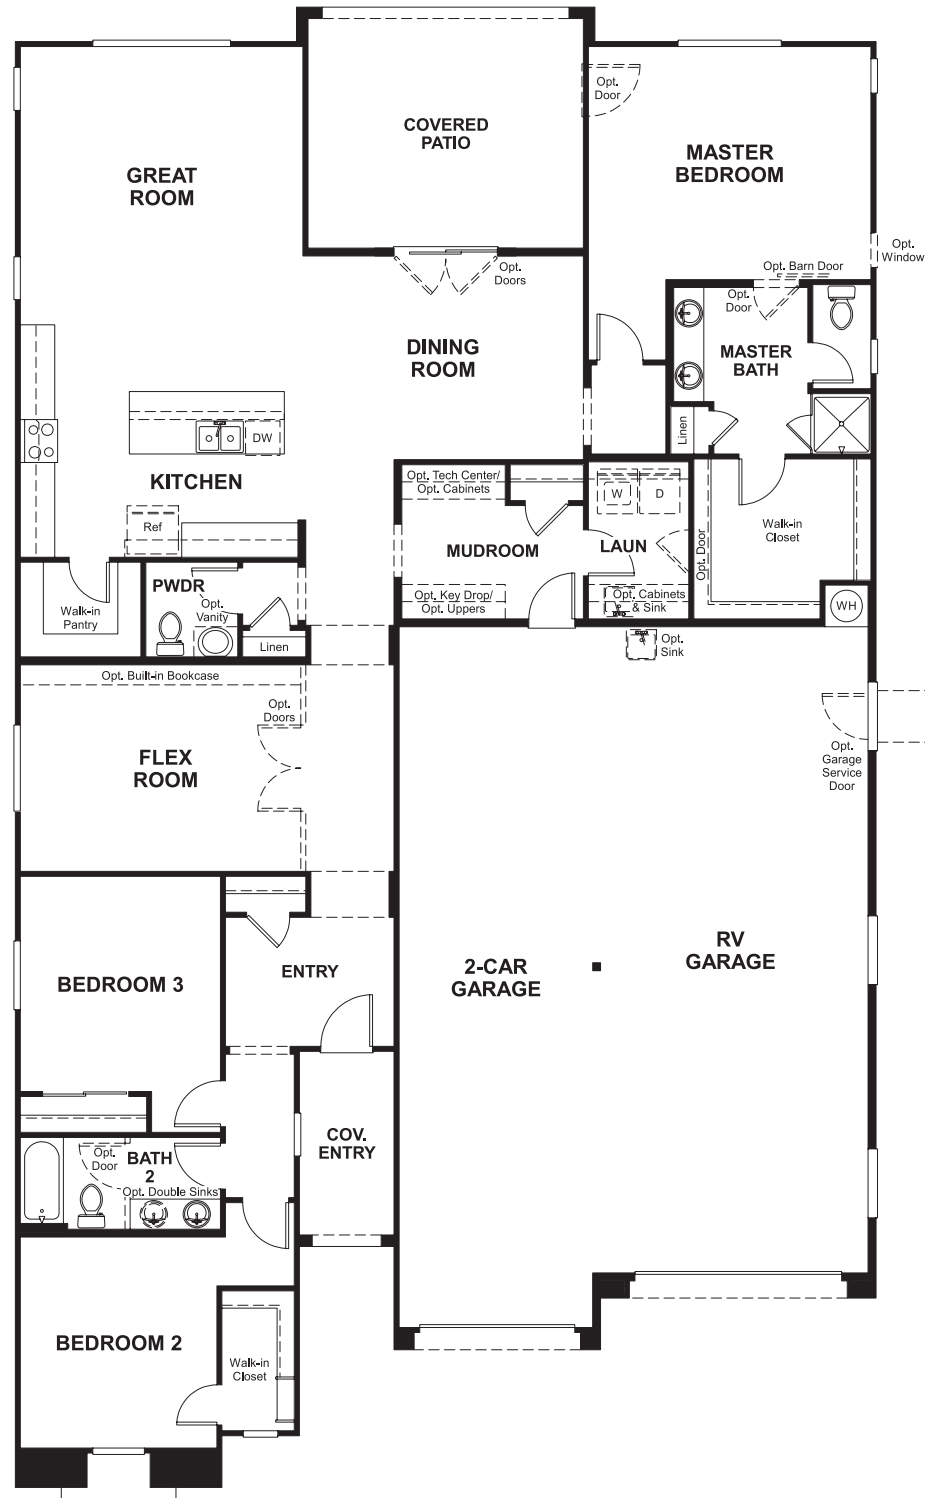 COVERED
PATIO
Opt.
Door
MASTER
BEDROOM
GREAT
ROOM
Opt.
Window
Opt. Barn Door
Opt.
Doors
Opt.
Door
DINING
ROOM
MASTER
BATH
Linen
DW
KITCHEN
Ref
Opt. Tech Center/
Opt. Cabinets
W
D
Walk-in
Closet
MUDROOM
LAUN
Opt. Door
PWDR
Opt.
Vanity
Walk-in
Pantry
Opt. Key Drop/
Opt. Uppers
Opt. Cabinets
& Sink
WH
Linen
Opt.
Sink
Opt. Built-in Bookcase
Opt.
Doors
FLEX
ROOM
Opt.
Garage
Service
Door
BEDROOM 3
ENTRY
2-CAR
GARAGE
RV
GARAGE
Opt.
Door
BATH
2
Opt. Double Sinks
COV.
ENTRY
BEDROOM 2
Walk-in
Closet